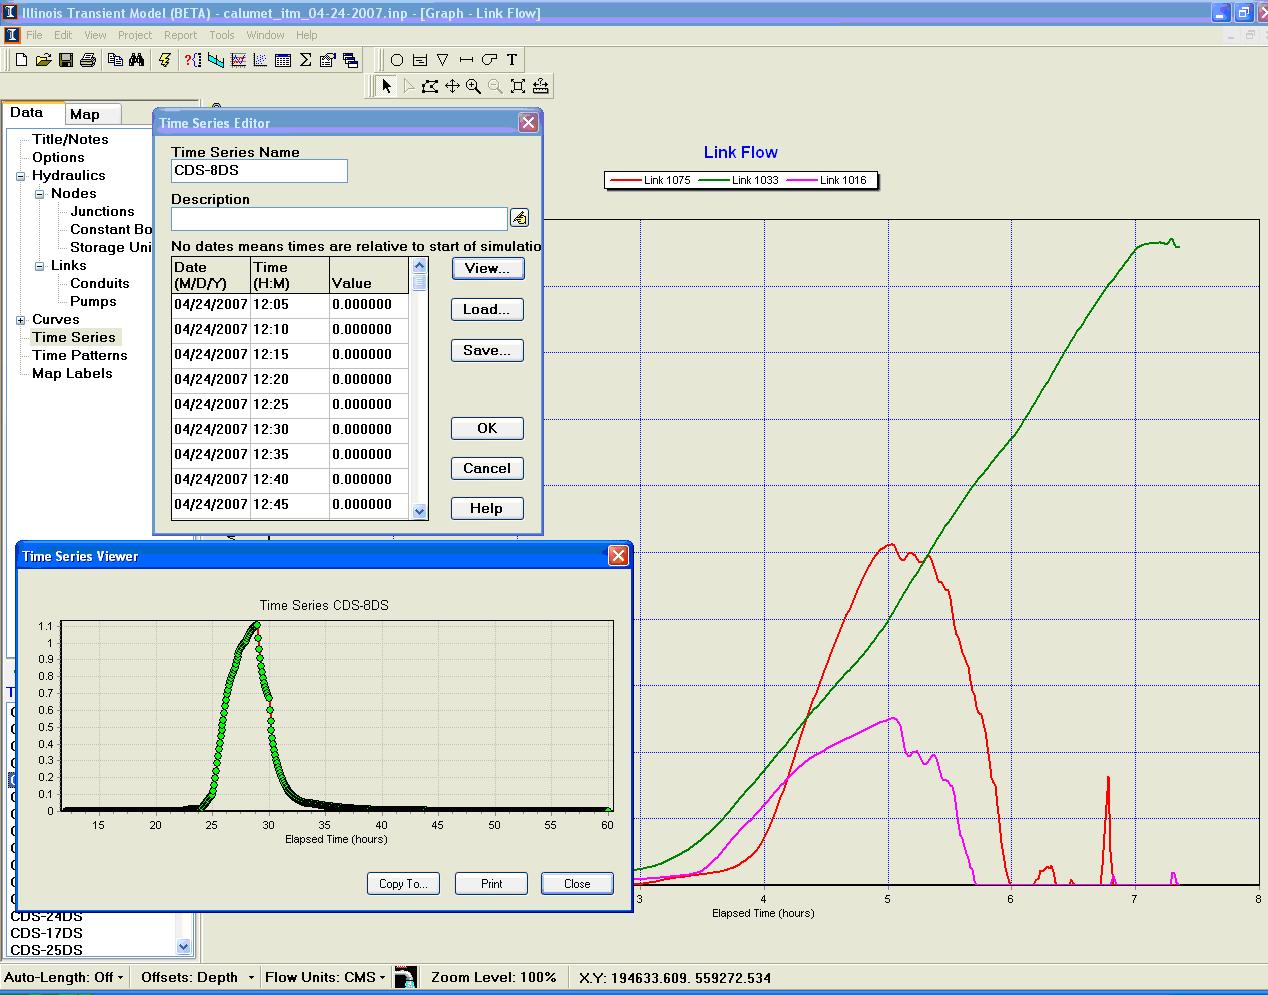 Illinois Transient Model (BETA) - calumet_itm_04-24-2007.inp - [Graph - Link Flow]
File Edit View Project Report Tools Window Help
T
Data Map
Title/Notes
Options
Hydraulics
Nodes
Junctions
Constant Bo
Storage Uni
Links
Conduits
Pumps
Curves
Time Series
Time Patterns
Map Labels
Time Series Editor
Time Series Name
CDS-8DS
Description
No dates means times are relative to start of simulatio
Date (M/D/Y) Time (H:M) Value
04/24/2007 12:05 0.000000
04/24/2007 12:10 0.000000
04/24/2007 12:15 0.000000
04/24/2007 12:20 0.000000
04/24/2007 12:25 0.000000
04/24/2007 12:30 0.000000
04/24/2007 12:35 0.000000
04/24/2007 12:40 0.000000
04/24/2007 12:45 0.000000
View...
Load...
Save...
OK
Cancel
Help
Link Flow
Link 1075 Link 1033 Link 1016
3 4 5 6 7 8
Elapsed Time (hours)
Time Series Viewer
Time Series CDS-8DS
1.1
1
0.9
0.8
0.7
0.6
0.5
0.4
0.3
0.2
0.1
0
15 20 25 30 35 40 45 50 55 60
Elapsed Time (hours)
Copy To... Print Close
CDS-24DS
CDS-17DS
CDS-25DS
Auto-Length: Off Offsets: Depth Flow Units: CMS Zoom Level: 100% X,Y: 194633.609, 559272.534